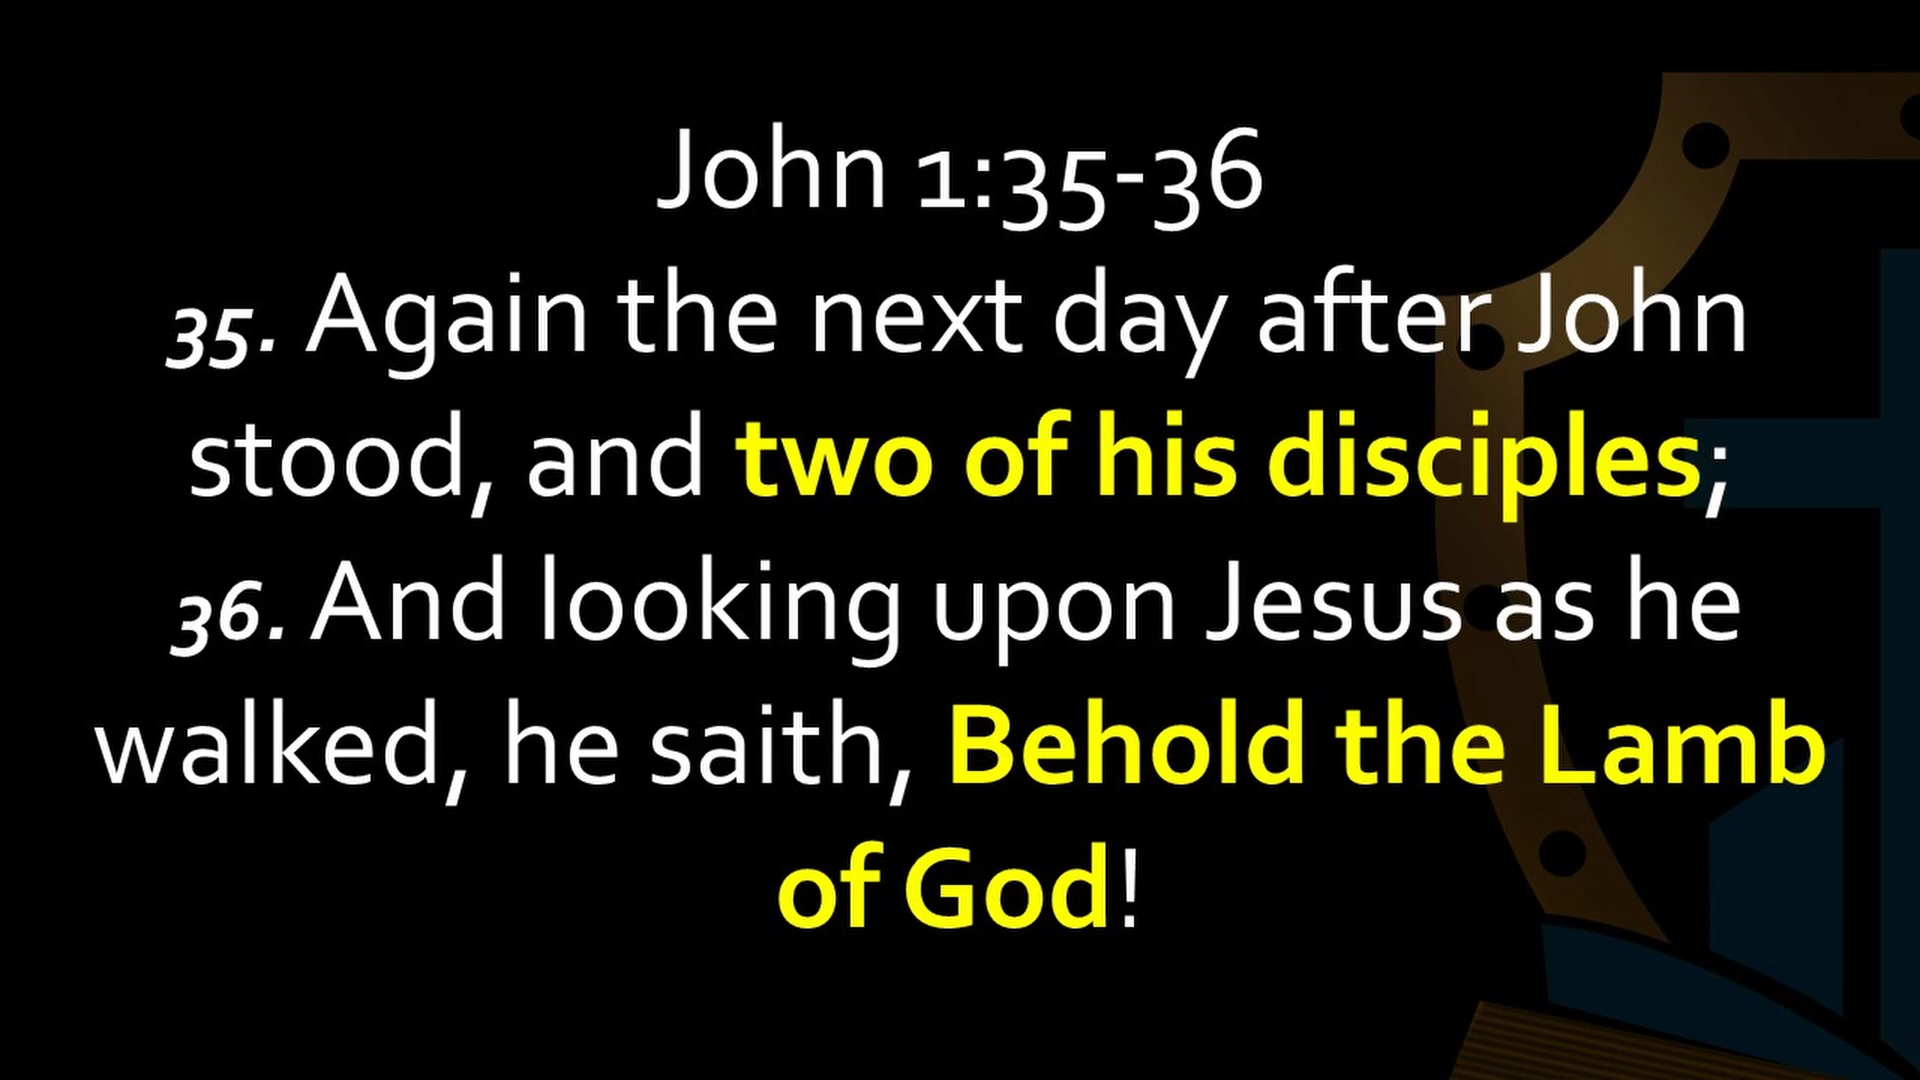 John 1:35-36
35. Again the next day after John
stood, and two of his disciples;
36. And looking upon Jesus as he
walked, he saith, Behold the Lamb
of God!